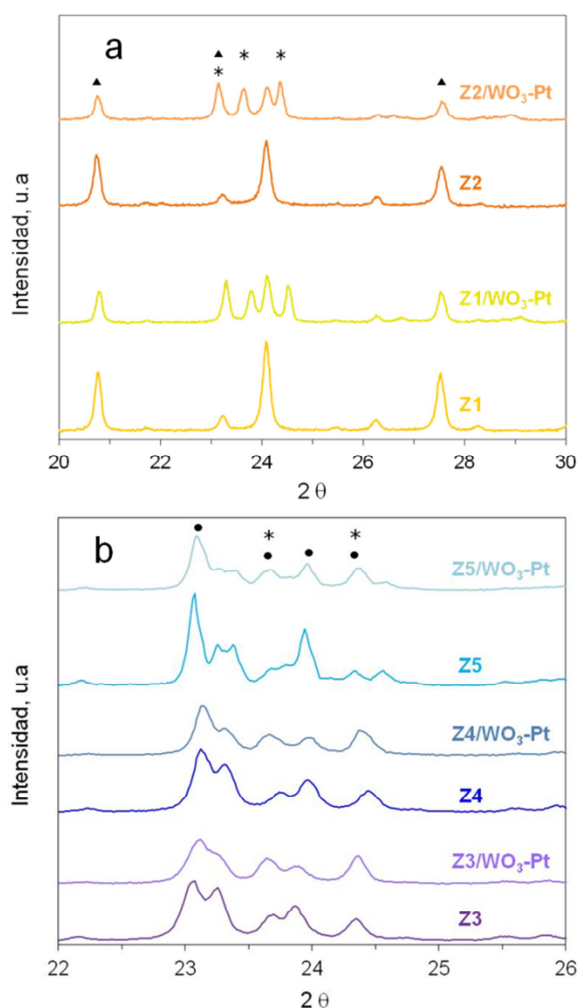 a
▲
▲
*
*
*
▲
Z2/WO₃-Pt
Z2
Z1/WO₃-Pt
Z1
Intensidad, u.a
20 22 24 26 28 30
2 θ
b
●
*
●
●
*
●
Z5/WO₃-Pt
Z5
Z4/WO₃-Pt
Z4
Z3/WO₃-Pt
Z3
Intensidad, u.a
22 23 24 25 26
2 θ